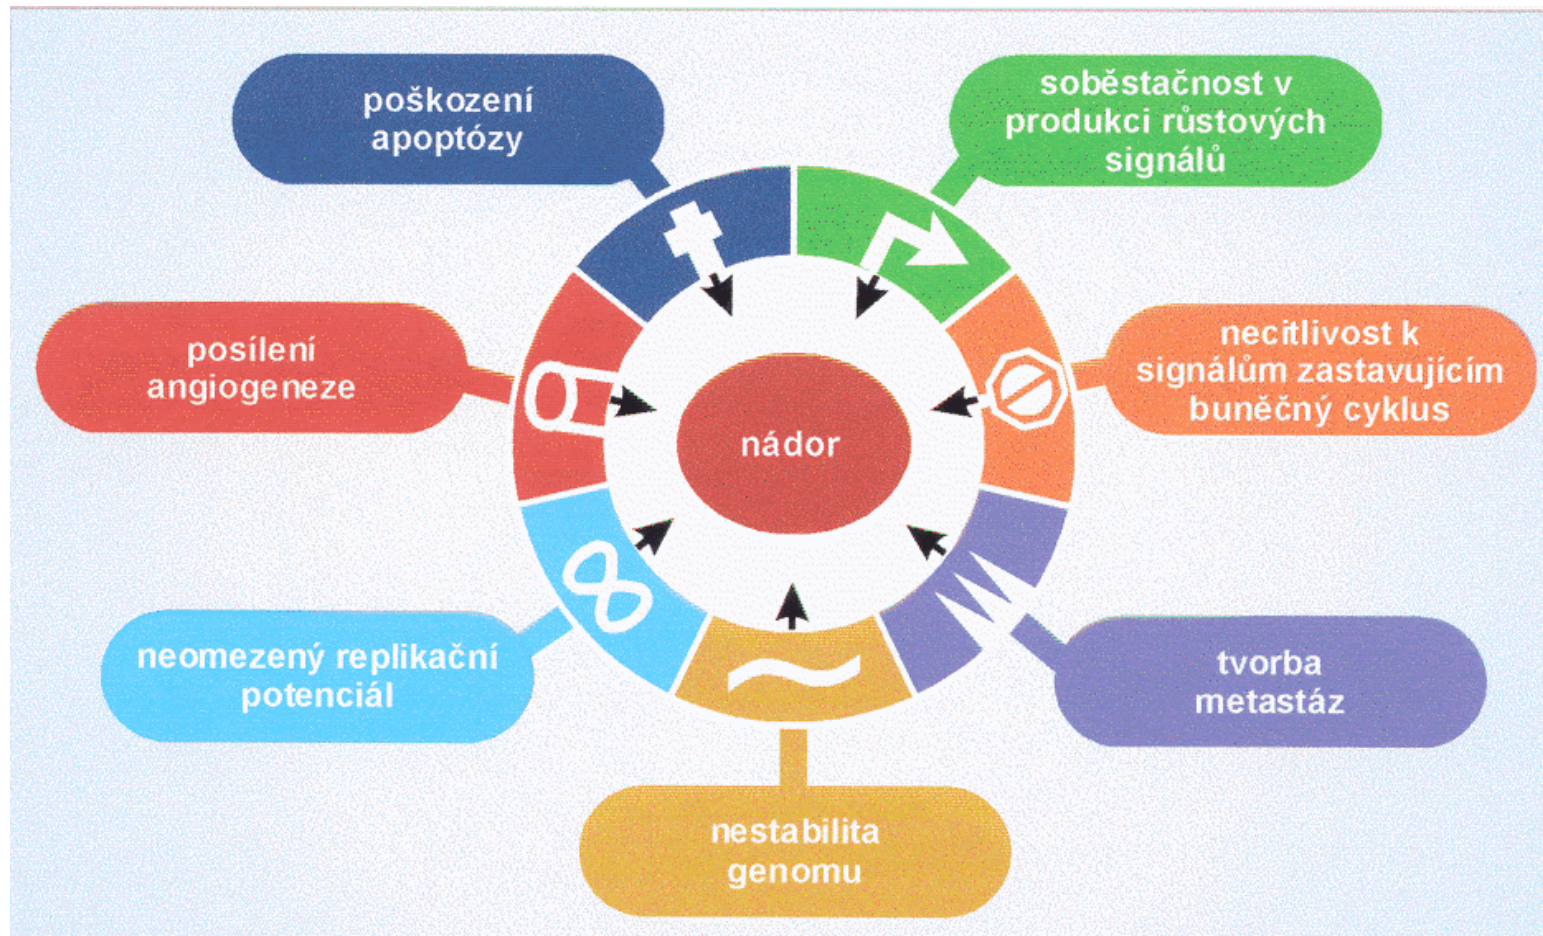 poškození
apoptózy
soběstačnost v
produkci růstových
signálů
posílení
angiogeneze
necitlivost k
signálům zastavujícím
buněčný cyklus
nádor
neomezený replikační
potenciál
tvorba
metastáz
nestabilita
genomu